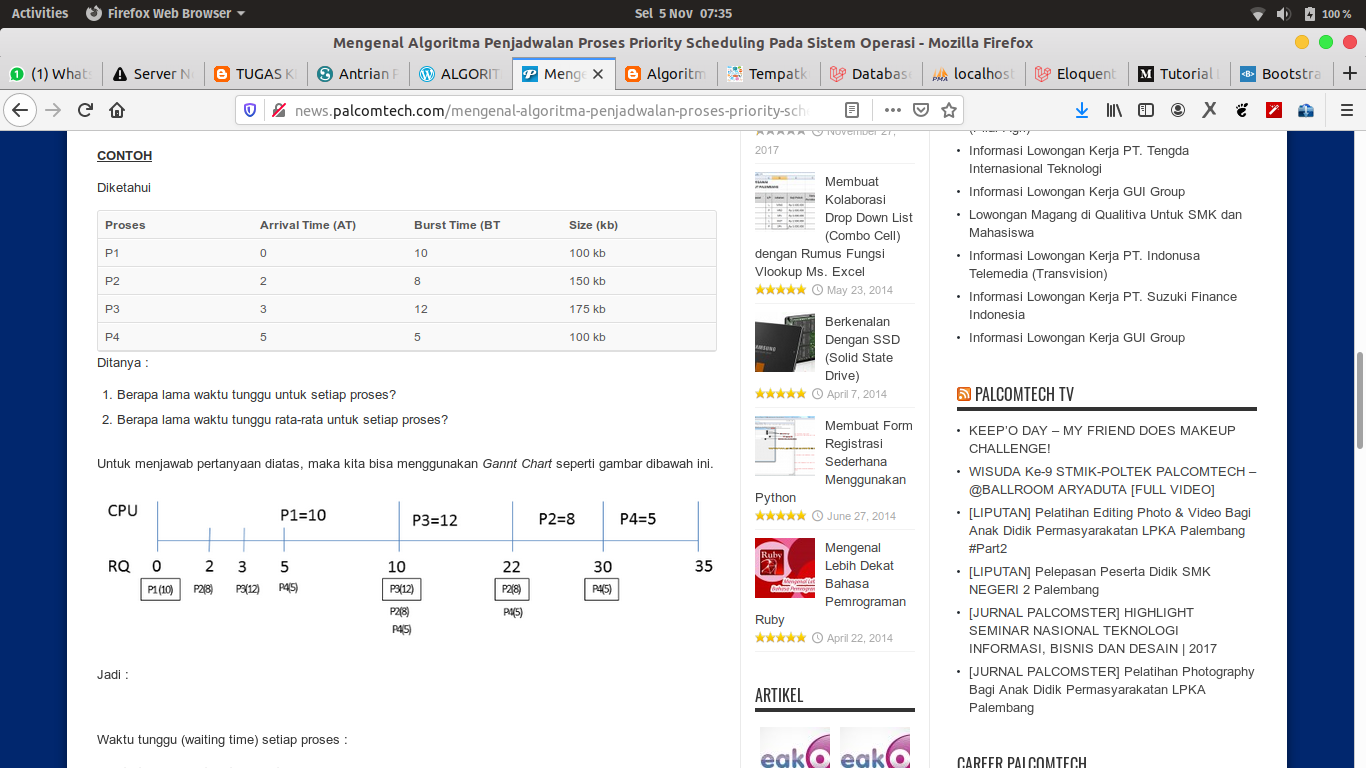 Activities Firefox Web Browser Sel 5 Nov 07:35 100 %
Mengenal Algoritma Penjadwalan Proses Priority Scheduling Pada Sistem Operasi - Mozilla Firefox
(1) Whats Server N TUGAS K Antrian P ALGORIT Menge Algoritm Tempatk Databas localhost Eloquent Tutorial Bootstra
news.palcomtech.com/mengenal-algoritma-penjadwalan-proses-priority-sch
CONTOH
Diketahui
Proses Arrival Time (AT) Burst Time (BT Size (kb)
P1 0 10 100 kb
P2 2 8 150 kb
P3 3 12 175 kb
P4 5 5 100 kb
Ditanya :
1. Berapa lama waktu tunggu untuk setiap proses?
2. Berapa lama waktu tunggu rata-rata untuk setiap proses?
Untuk menjawab pertanyaan diatas, maka kita bisa menggunakan Gannt Chart seperti gambar dibawah ini.
CPU P1=10 P3=12 P2=8 P4=5
RQ 0 2 3 5 10 22 30 35
P1(10) P2(8) P3(12) P4(5) P3(12) P2(8) P4(5)
P2(8) P4(5)
P4(5)
Jadi :
Waktu tunggu (waiting time) setiap proses :
November 27,
2017
Membuat
Kolaborasi
Drop Down List
(Combo Cell)
dengan Rumus Fungsi
Vlookup Ms. Excel
May 23, 2014
Berkenalan
Dengan SSD
(Solid State
Drive)
April 7, 2014
Membuat Form
Registrasi
Sederhana
Menggunakan
Python
June 27, 2014
Mengenal
Lebih Dekat
Bahasa
Pemrograman
Ruby
April 22, 2014
ARTIKEL
eak eak
• Informasi Lowongan Kerja PT. Tengda
Internasional Teknologi
• Informasi Lowongan Kerja GUI Group
• Lowongan Magang di Qualitiva Untuk SMK dan
Mahasiswa
• Informasi Lowongan Kerja PT. Indonusa
Telemedia (Transvision)
• Informasi Lowongan Kerja PT. Suzuki Finance
Indonesia
• Informasi Lowongan Kerja GUI Group
PALCOMTECH TV
• KEEP'O DAY – MY FRIEND DOES MAKEUP
CHALLENGE!
• WISUDA Ke-9 STMIK-POLTEK PALCOMTECH –
@BALLROOM ARYADUTA [FULL VIDEO]
• [LIPUTAN] Pelatihan Editing Photo & Video Bagi
Anak Didik Permasyarakatan LPKA Palembang
#Part2
• [LIPUTAN] Pelepasan Peserta Didik SMK
NEGERI 2 Palembang
• [JURNAL PALCOMSTER] HIGHLIGHT
SEMINAR NASIONAL TEKNOLOGI
INFORMASI, BISNIS DAN DESAIN | 2017
• [JURNAL PALCOMSTER] Pelatihan Photography
Bagi Anak Didik Permasyarakatan LPKA
Palembang
CAREER PALCOMTECH